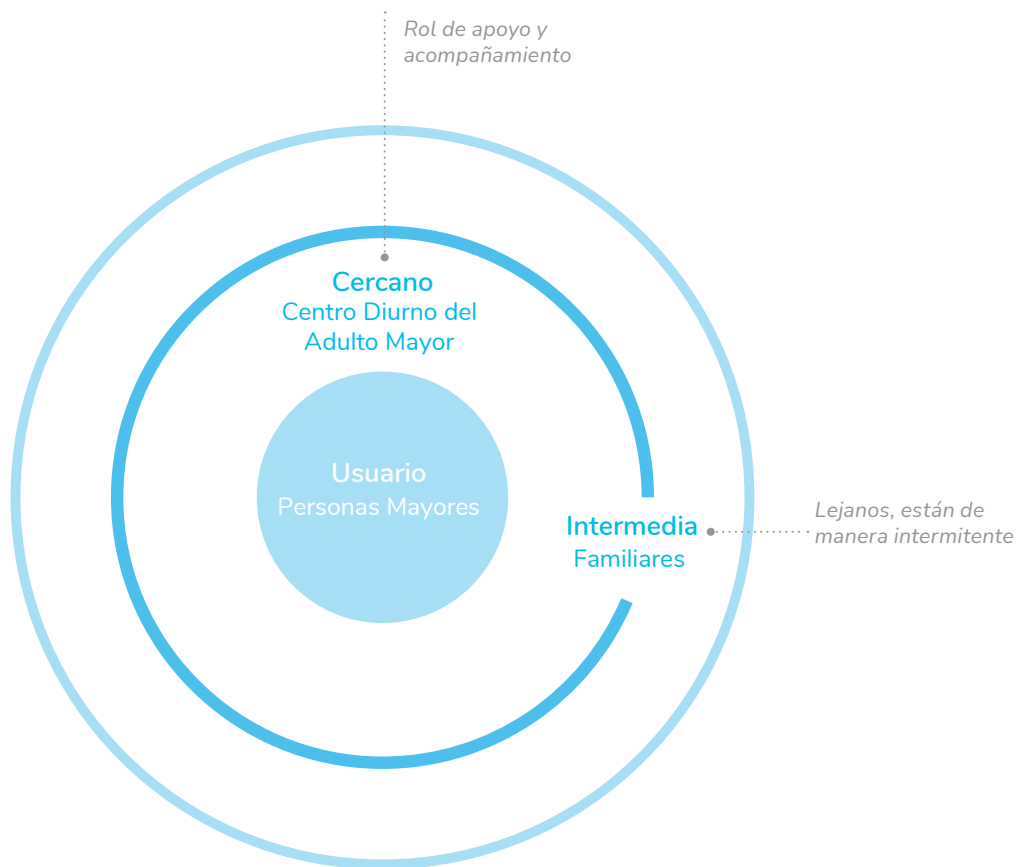 Rol de apoyo y
acompañamiento
Cercano
Centro Diurno del
Adulto Mayor
Usuario
Personas Mayores
Intermedia
Familiares
Lejanos, están de
manera intermitente